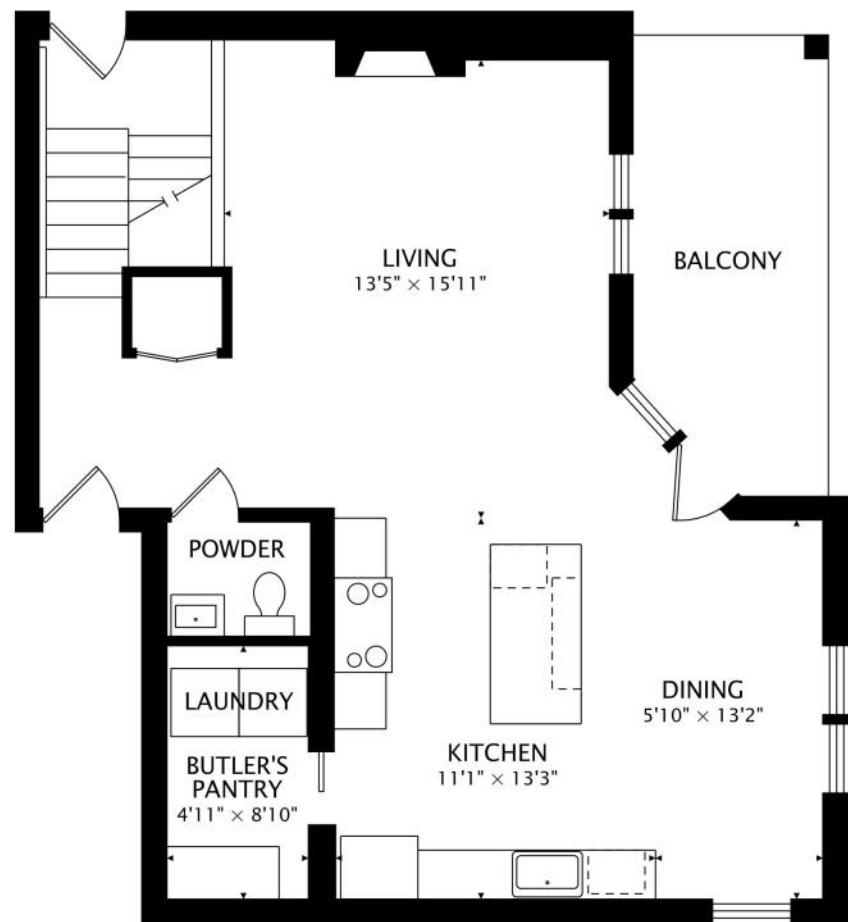 LIVING
13'5" × 15'11"
BALCONY
POWDER
LAUNDRY
DINING
5'10" × 13'2"
KITCHEN
11'1" × 13'3"
BUTLER'S
PANTRY
4'11" × 8'10"